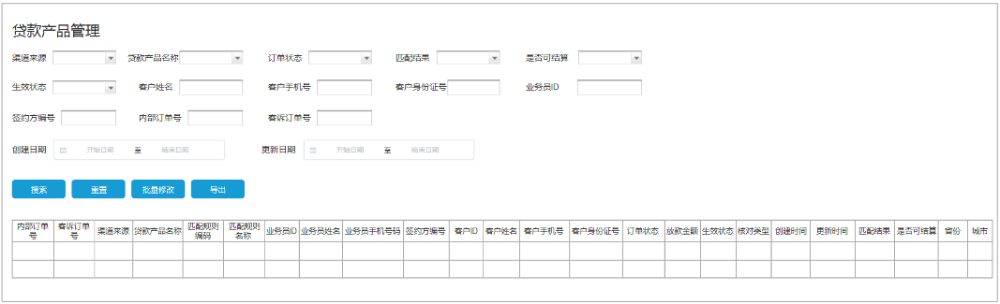 贷款产品管理
渠道来源 贷款产品名称 订单状态 匹配结果 是否可结算
生效状态 客户姓名 客户手机号 客户身份证号 业务员ID
签约方编号 内部订单号 客诉订单号
创建日期 开始日期 至 结束日期 更新日期 开始日期 至 结束日期
搜索 重置 批量修改 导出
内部订单号 客诉订单号 渠道来源 贷款产品名称 匹配规则编码 匹配规则名称 业务员ID 业务员姓名 业务员手机号码 签约方编号 客户ID 客户姓名 客户手机号 客户身份证号 订单状态 放款金额 生效状态 核对类型 创建时间 更新时间 匹配结果 是否可结算 省份 城市